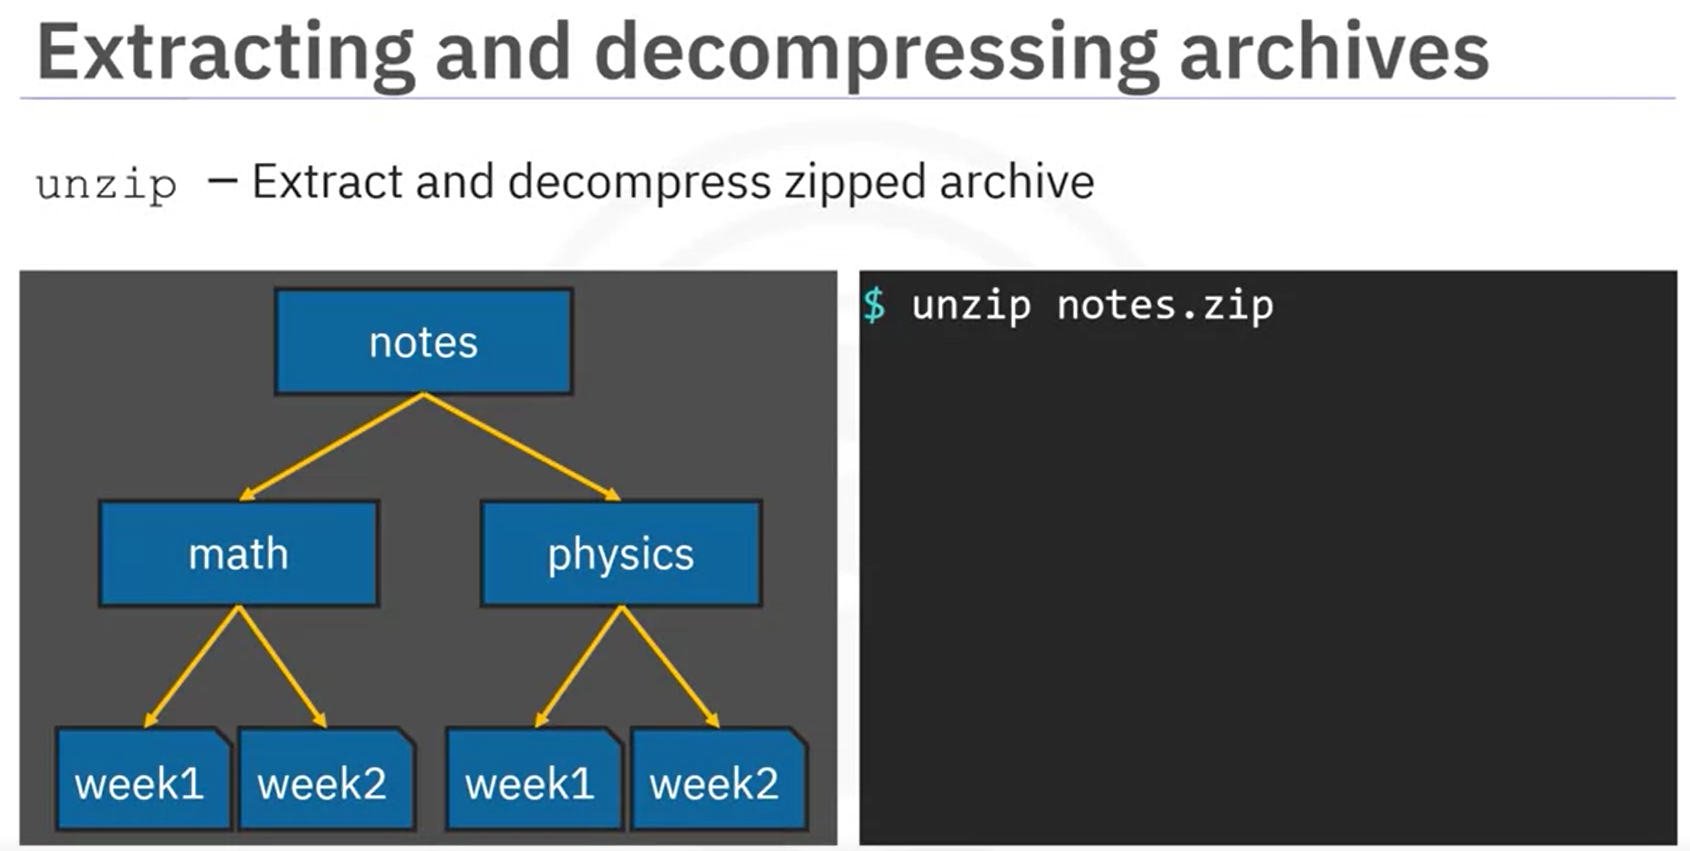 Extracting and decompressing archives
unzip – Extract and decompress zipped archive
notes
math
physics
week1
week2
week1
week2
$ unzip notes.zip